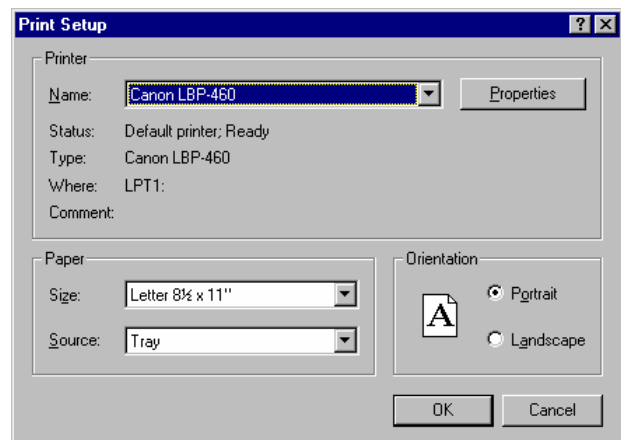 Print Setup
Printer
Name: Canon LBP-460 Properties
Status: Default printer; Ready
Type: Canon LBP-460
Where: LPT1:
Comment:
Paper
Size: Letter 8½ x 11''
Source: Tray
Orientation
A
Portrait
Landscape
OK Cancel